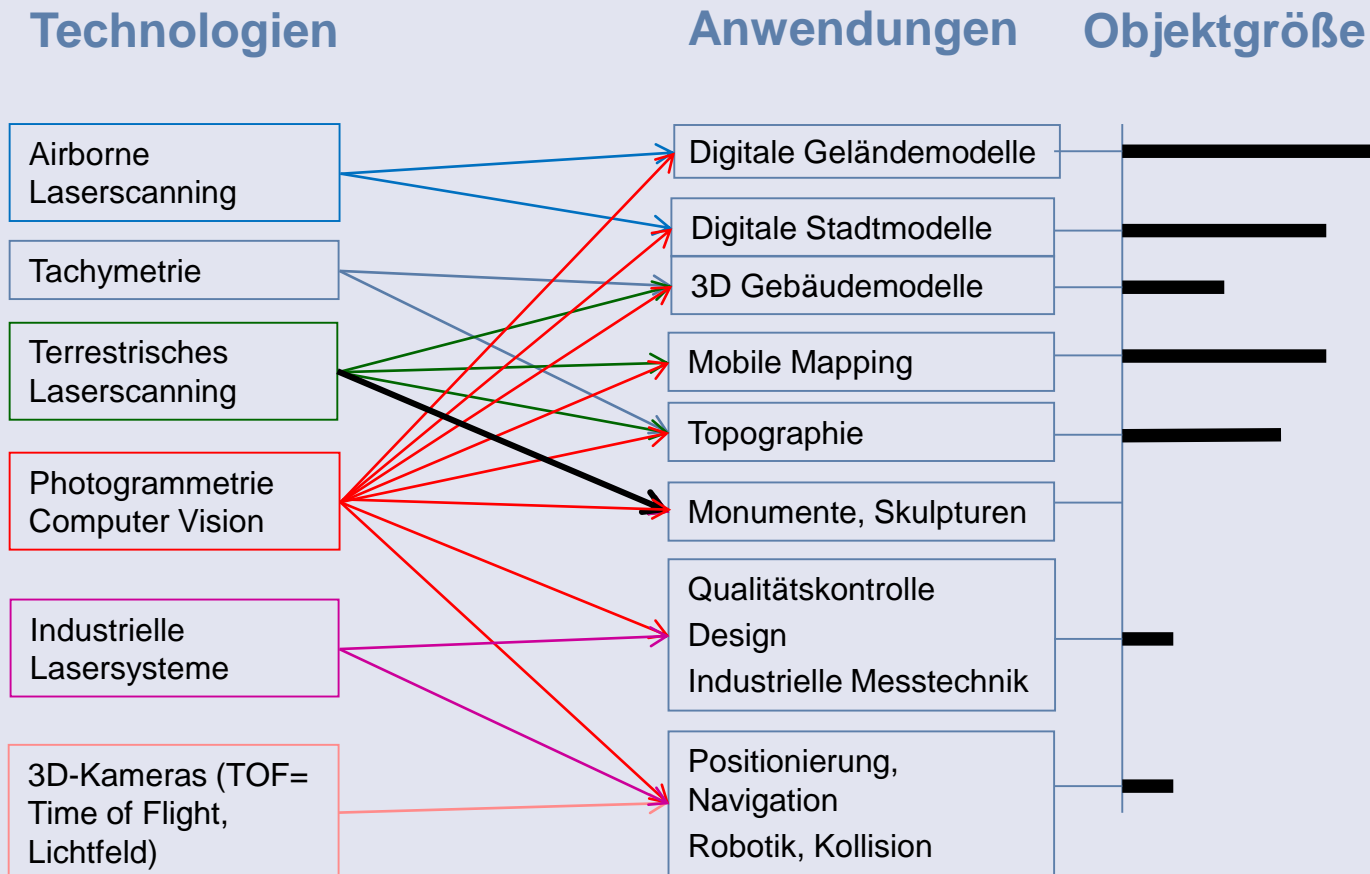 Technologien
Anwendungen
Objektgröße
Airborne
Laserscanning
Tachymetrie
Terrestrisches
Laserscanning
Photogrammetrie
Computer Vision
Industrielle
Lasersysteme
3D-Kameras (TOF=
Time of Flight,
Lichtfeld)
Digitale Geländemodelle
Digitale Stadtmodelle
3D Gebäudemodelle
Mobile Mapping
Topographie
Monumente, Skulpturen
Qualitätskontrolle
Design
Industrielle Messtechnik
Positionierung,
Navigation
Robotik, Kollision